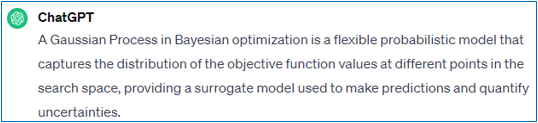 ChatGPT
A Gaussian Process in Bayesian optimization is a flexible probabilistic model that
captures the distribution of the objective function values at different points in the
search space, providing a surrogate model used to make predictions and quantify
uncertainties.